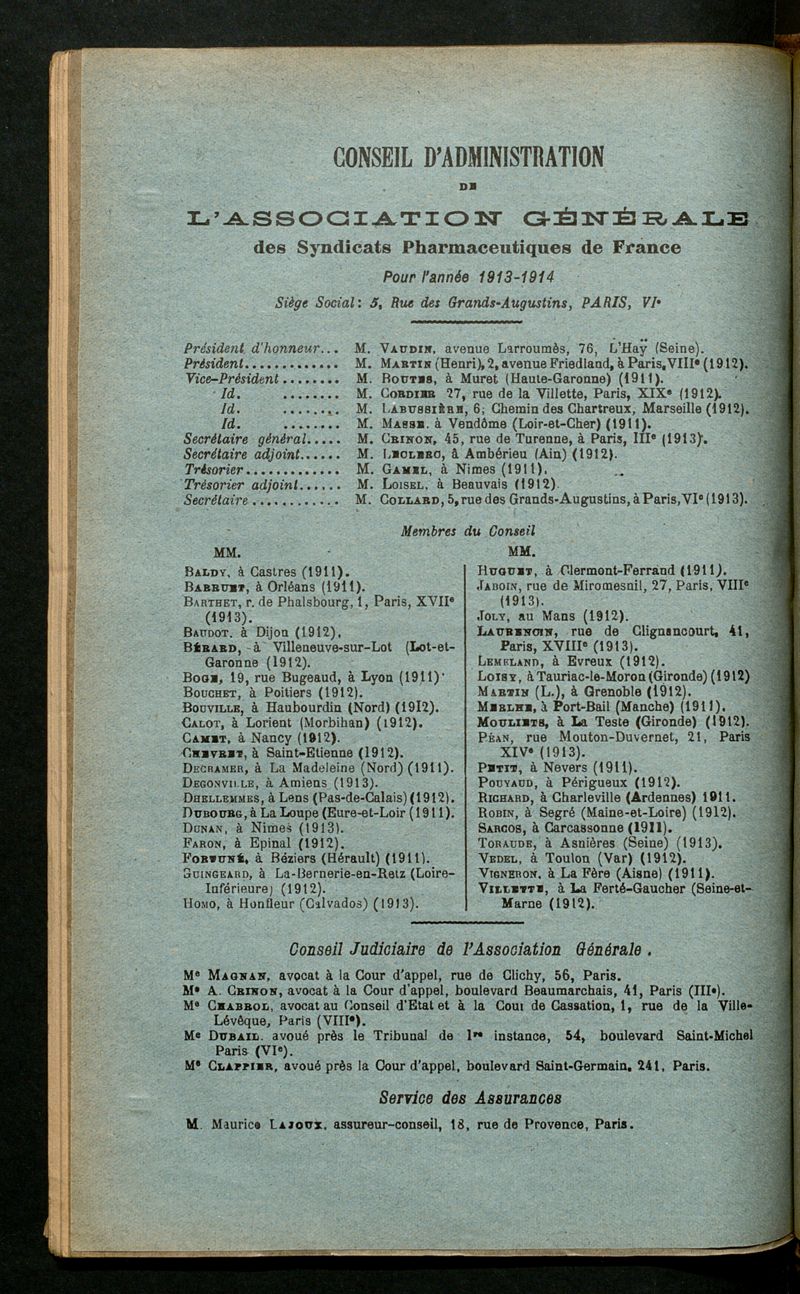 CONSEIL D'ADMINISTRATION
DE
L'ASSOCIATION GÉNÉRALE
des Syndicats Pharmaceutiques de France
Pour l'année 1913-1914
Siège Social: 5, Rue des Grands-Augustins, PARIS, VIe
Président d'honneur... M. VAUDIN, avenue Larroumès, 76, L'Haÿ (Seine).
Président............. M. MARTIN (Henri), 2, avenue Friedland, à Paris, VIIIe (1912).
Vice-Président........ M. BOUTES, à Muret (Haute-Garonne) (1911).
Id. ........ M. CORDIER 27, rue de la Villette, Paris, XIXe (1912).
Id. ........ M. LABUSSIÈRE, 6, Chemin des Chartreux, Marseille (1912).
Id. ........ M. MASSE. à Vendôme (Loir-et-Cher) (1911).
Secrétaire général..... M. CRINON, 45, rue de Turenne, à Paris, IIIe (1913).
Secrétaire adjoint...... M. LECLERC, à Ambérieu (Ain) (1912).
Trésorier............. M. GAMEL, à Nimes (1911).
Trésorier adjoint...... M. LOISEL, à Beauvais (1912)
Secrétaire............ M. COLLARD, 5, rue des Grands-Augustins, à Paris, VIe (1913).
Membres du Conseil
MM.
BALDY, à Castres (1911).
BARRUET, à Orléans (1911).
BARTHET, r. de Phalsbourg, 1, Paris, XVIIe
(1913).
BAUDOT. à Dijon (1912).
BÉRARD, à Villeneuve-sur-Lot (Lot-et-
Garonne (1912).
BOGE, 19, rue Bugeaud, à Lyon (1911)
BOUCHET, à Poitiers (1912).
BOUVILLE, à Haubourdin (Nord) (1912).
CALOT, à Lorient (Morbihan) (1912).
CAMET, à Nancy (1912).
CHEVRET, à Saint-Etienne (1912).
DECRAMER, à La Madeleine (Nord) (1911).
DEGONVILLE, à Amiens (1913).
DHELLEMMES, à Lens (Pas-de-Calais) (1912).
DUBOURG, à La Loupe (Eure-et-Loir (1911).
DUNAN, à Nimes (1913).
FARON, à Epinal (1912).
FORTUNÉ, à Béziers (Hérault) (1911).
GUINGEARD, à La-Bernerie-en-Retz (Loire-
Inférieure) (1912).
HOMO, à Honfleur (Calvados) (1913).
MM.
HUGUET, à Clermont-Ferrand (1911).
JABOIN, rue de Miromesnil, 27, Paris, VIIIe
(1913).
JOLY, au Mans (1912).
LAURENCIN, rue de Clignancourt, 41,
Paris, XVIIIe (1913).
LEMELAND, à Evreux (1912).
LOISY, à Tauriac-le-Moron (Gironde) (1912)
MARTIN (L.), à Grenoble (1912).
MERLHE, à Port-Bail (Manche) (1911).
MOULIETS, à La Teste (Gironde) (1912).
PÉAN, rue Mouton-Duvernet, 21, Paris
XIVe (1913).
PETIT, à Nevers (1911).
POUYAUD, à Périgueux (1912).
RICHARD, à Charleville (Ardennes) 1911.
ROBIN, à Segré (Maine-et-Loire) (1912).
SARCOS, à Carcassonne (1911).
TORAUDE, à Asnières (Seine) (1913).
VEDEL, à Toulon (Var) (1912).
VIGNERON, à La Fère (Aisne) (1911).
VILLETTE, à La Ferté-Gaucher (Seine-et-
Marne (1912).
Conseil Judiciaire de l'Association Générale.
Me MAGNAN, avocat à la Cour d'appel, rue de Clichy, 56, Paris.
Me A. CRINON, avocat à la Cour d'appel, boulevard Beaumarchais, 41, Paris (IIIe).
Me CHABROL, avocat au Conseil d'Etat et à la Cour de Cassation, 1, rue de la Ville-
Lévêque, Paris (VIIIe).
Me DUBAIL. avoué près le Tribunal de 1re instance, 54, boulevard Saint-Michel
Paris (VIe).
Me CLAPPIER, avoué près la Cour d'appel, boulevard Saint-Germain, 241, Paris.
Service des Assurances
M. Maurice LAJOUX, assureur-conseil, 18, rue de Provence, Paris.